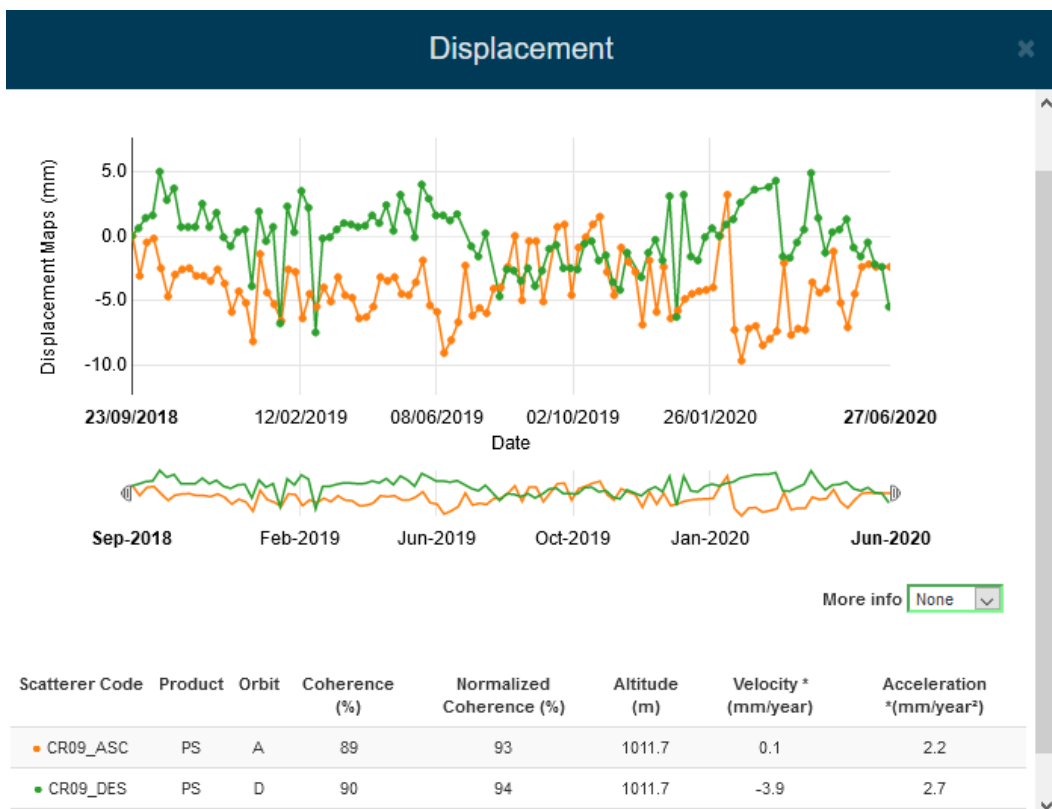 Displacement
Displacement Maps (mm)
5.0
0.0
-5.0
-10.0
23/09/2018 12/02/2019 08/06/2019 02/10/2019 26/01/2020 27/06/2020
Date
Sep-2018 Feb-2019 Jun-2019 Oct-2019 Jan-2020 Jun-2020
More info None
Scatterer Code Product Orbit Coherence Normalized Altitude Velocity * Acceleration
(%) Coherence (%) (m) (mm/year) *(mm/year²)
CR09_ASC PS A 89 93 1011.7 0.1 2.2
CR09_DES PS D 90 94 1011.7 -3.9 2.7